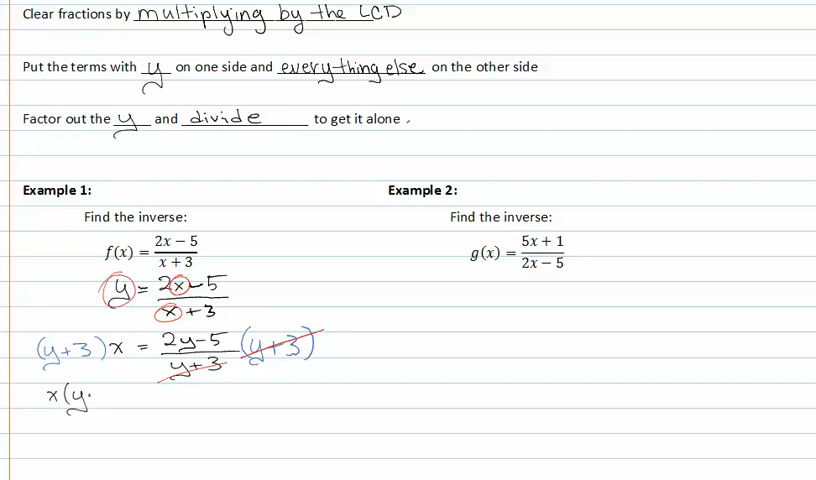 Clear fractions by multiplying by the LCD
Put the terms with y on one side and everything else on the other side
Factor out the y and divide to get it alone.
Example 1:
Find the inverse:
f(x) = (2x − 5)/(x + 3)
y = (2x − 5)/(x + 3)
(y+3)x = (2y−5)/(y+3) (y+3)
x(y
Example 2:
Find the inverse:
g(x) = (5x + 1)/(2x − 5)